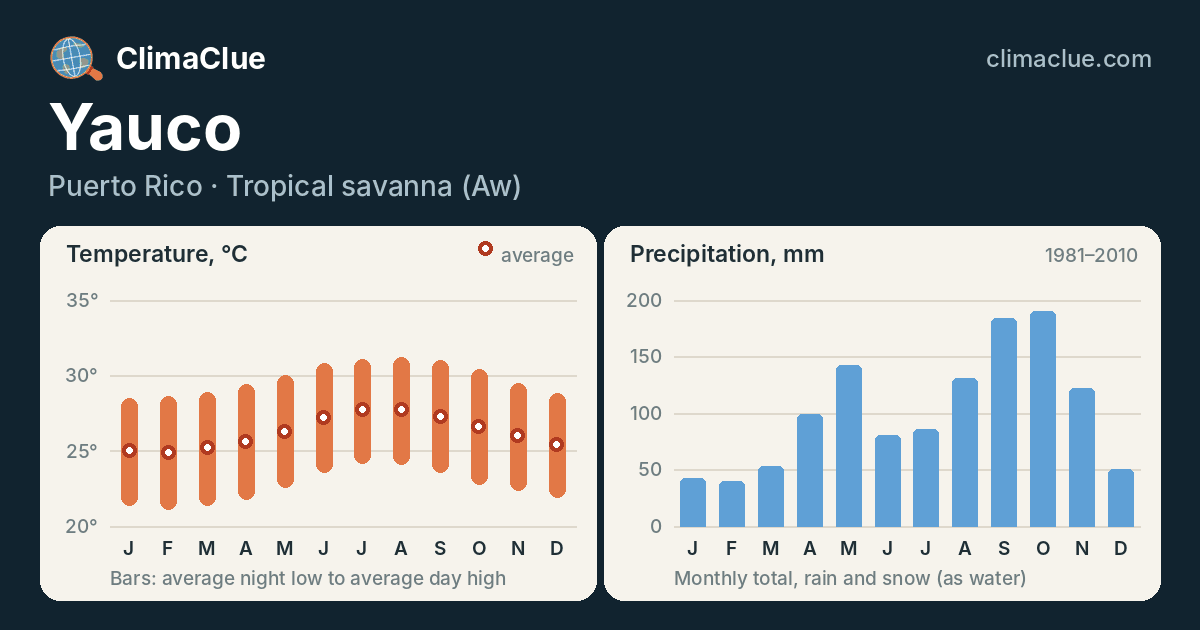 ClimaClue
climaclue.com
Yauco
Puerto Rico · Tropical savanna (Aw)
Temperature, °C
average
35°
30°
25°
20°
J F M A M J J A S O N D
Bars: average night low to average day high
Precipitation, mm
1981–2010
200
150
100
50
0
J F M A M J J A S O N D
Monthly total, rain and snow (as water)